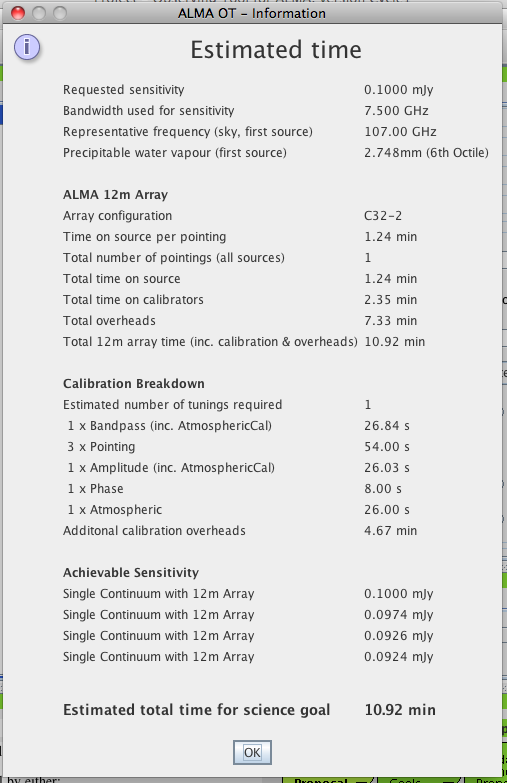 ALMA OT – Information
i
Estimated time
Requested sensitivity 0.1000 mJy
Bandwidth used for sensitivity 7.500 GHz
Representative frequency (sky, first source) 107.00 GHz
Precipitable water vapour (first source) 2.748mm (6th Octile)
ALMA 12m Array
Array configuration C32-2
Time on source per pointing 1.24 min
Total number of pointings (all sources) 1
Total time on source 1.24 min
Total time on calibrators 2.35 min
Total overheads 7.33 min
Total 12m array time (inc. calibration & overheads) 10.92 min
Calibration Breakdown
Estimated number of tunings required 1
1 x Bandpass (inc. AtmosphericCal) 26.84 s
3 x Pointing 54.00 s
1 x Amplitude (inc. AtmosphericCal) 26.03 s
1 x Phase 8.00 s
1 x Atmospheric 26.00 s
Additonal calibration overheads 4.67 min
Achievable Sensitivity
Single Continuum with 12m Array 0.1000 mJy
Single Continuum with 12m Array 0.0974 mJy
Single Continuum with 12m Array 0.0926 mJy
Single Continuum with 12m Array 0.0924 mJy
Estimated total time for science goal 10.92 min
OK
by either: